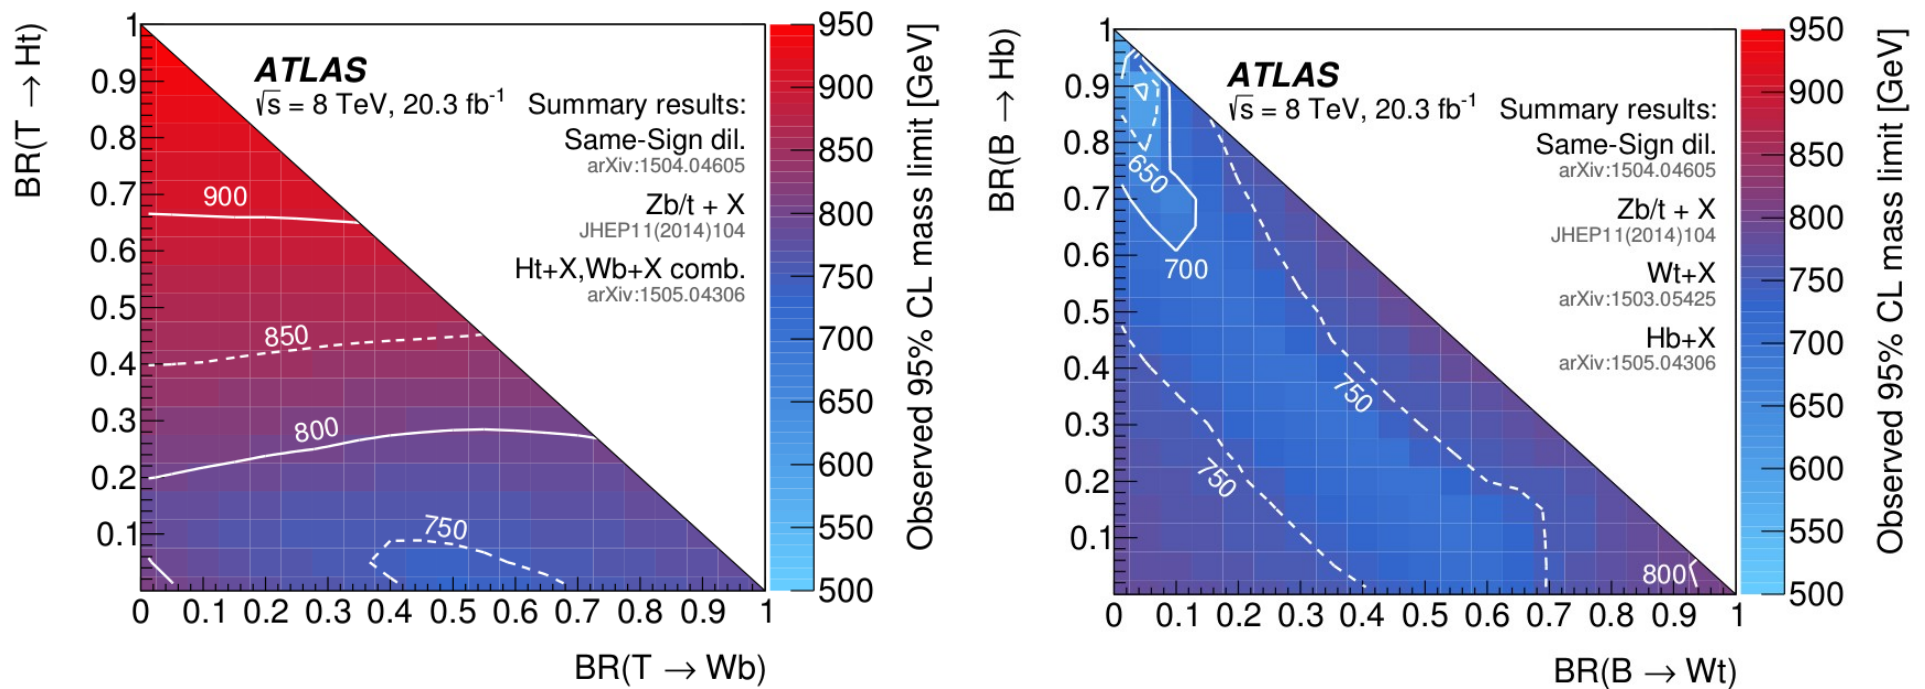 BR(T → Ht)
1
0.9
0.8
0.7
0.6
0.5
0.4
0.3
0.2
0.1
0 0.1 0.2 0.3 0.4 0.5 0.6 0.7 0.8 0.9 1
BR(T → Wb)
ATLAS
√s = 8 TeV, 20.3 fb⁻¹
Summary results:
Same-Sign dil.
arXiv:1504.04605
Zb/t + X
JHEP11(2014)104
Ht+X,Wb+X comb.
arXiv:1505.04306
900
850
800
750
950
900
850
800
750
700
650
600
550
500
Observed 95% CL mass limit [GeV]
BR(B → Hb)
1
0.9
0.8
0.7
0.6
0.5
0.4
0.3
0.2
0.1
0 0.1 0.2 0.3 0.4 0.5 0.6 0.7 0.8 0.9 1
BR(B → Wt)
ATLAS
√s = 8 TeV, 20.3 fb⁻¹
Summary results:
Same-Sign dil.
arXiv:1504.04605
Zb/t + X
JHEP11(2014)104
Wt+X
arXiv:1503.05425
Hb+X
arXiv:1505.04306
650
700
750
750
800
950
900
850
800
750
700
650
600
550
500
Observed 95% CL mass limit [GeV]